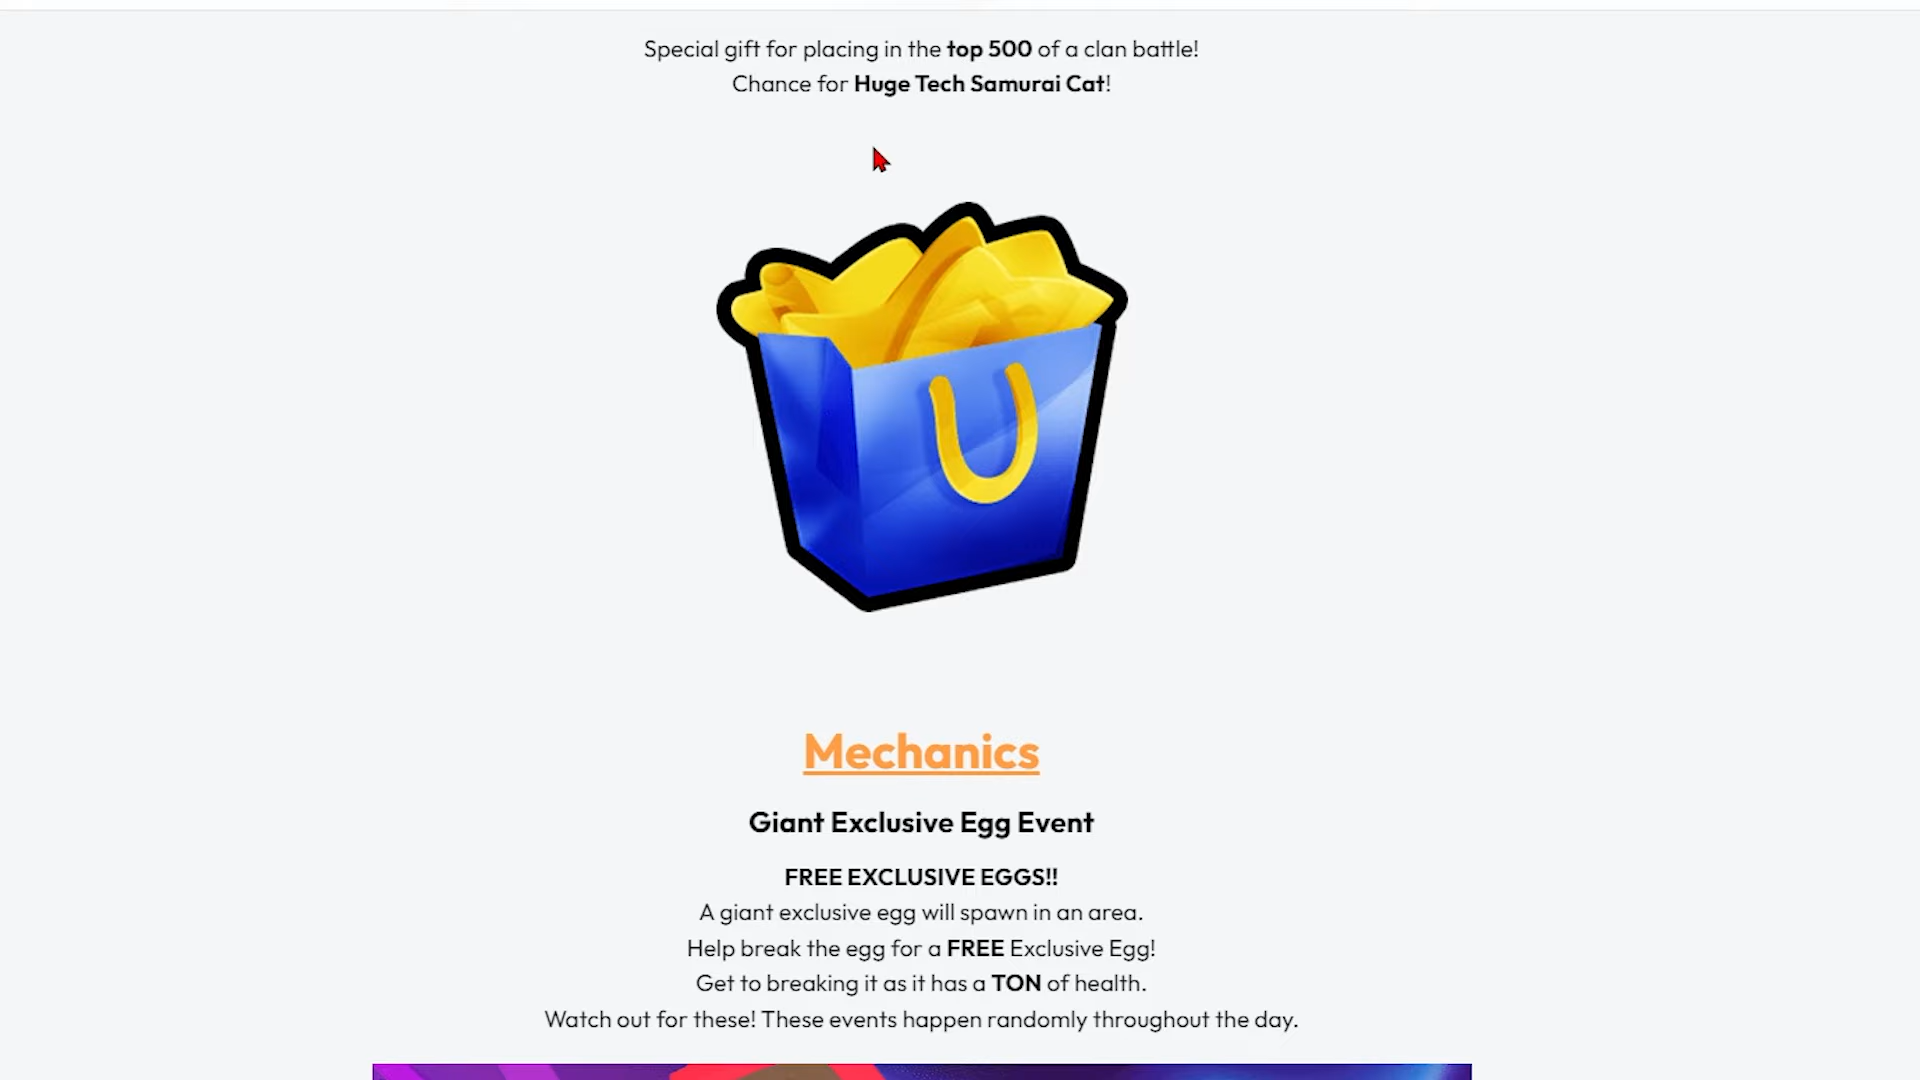 Special gift for placing in the top 500 of a clan battle!
Chance for Huge Tech Samurai Cat!
Mechanics
Giant Exclusive Egg Event
FREE EXCLUSIVE EGGS!!
A giant exclusive egg will spawn in an area.
Help break the egg for a FREE Exclusive Egg!
Get to breaking it as it has a TON of health.
Watch out for these! These events happen randomly throughout the day.